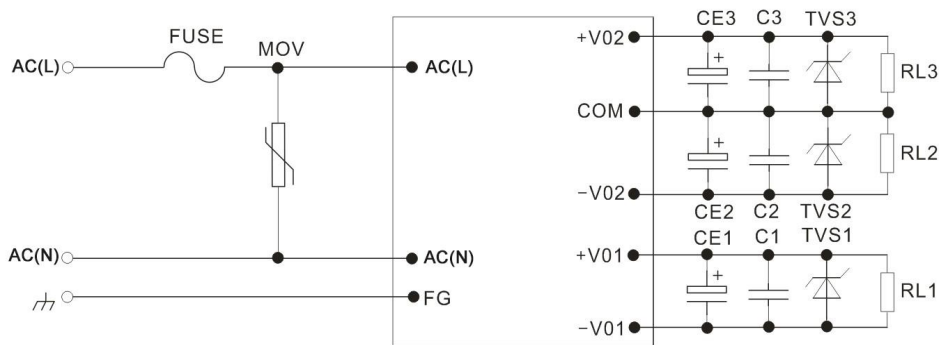 CE3 C3 TVS3
FUSE
+V02
MOV
AC(L) AC(L)
+
RL3
COM
+
RL2
-V02
CE2 C2 TVS2
CE1 C1 TVS1
AC(N) AC(N)
+V01
+
RL1
FG
-V01